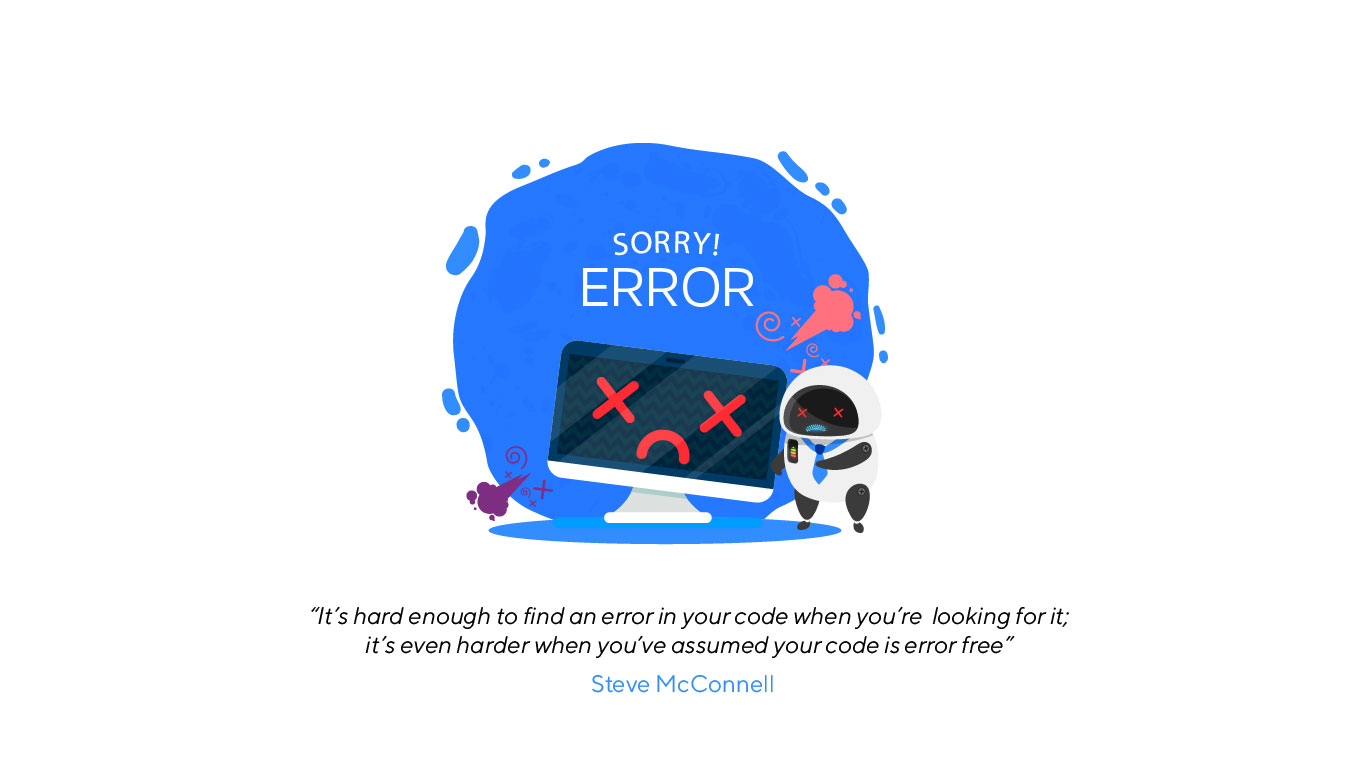 SORRY!
ERROR
“It’s hard enough to find an error in your code when you’re looking for it;
it’s even harder when you’ve assumed your code is error free”
Steve McConnell